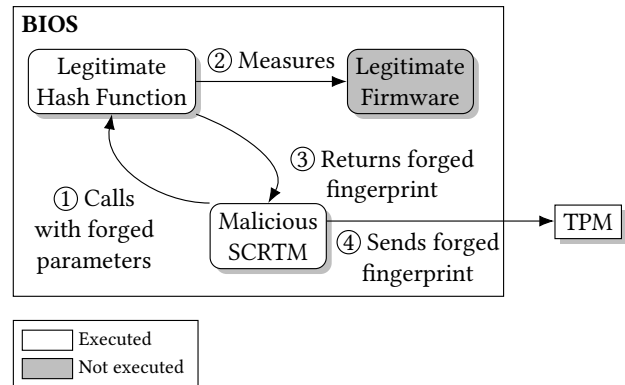 BIOS
Legitimate
Hash Function
② Measures
Legitimate
Firmware
③ Returns forged
fingerprint
① Calls
with forged
parameters
Malicious
SCRTM
④ Sends forged
fingerprint
TPM
Executed
Not executed